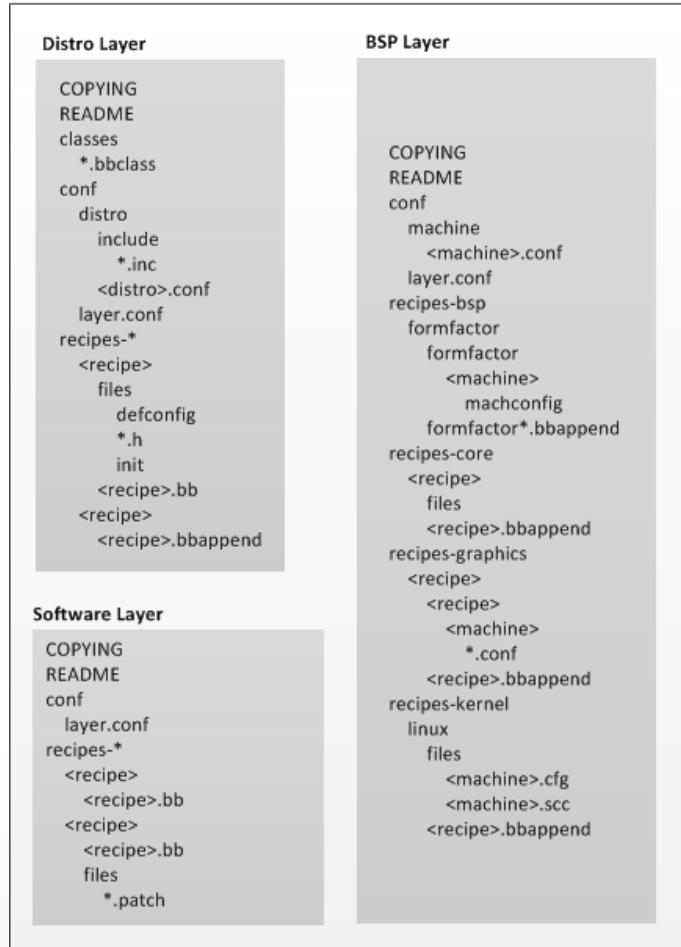 Distro Layer
COPYING
README
classes
*.bbclass
conf
distro
include
*.inc
<distro>.conf
layer.conf
recipes-*
<recipe>
files
defconfig
*.h
init
<recipe>.bb
<recipe>
<recipe>.bbappend
Software Layer
COPYING
README
conf
layer.conf
recipes-*
<recipe>
<recipe>.bb
<recipe>
<recipe>.bb
files
*.patch
BSP Layer
COPYING
README
conf
machine
<machine>.conf
layer.conf
recipes-bsp
formfactor
formfactor
<machine>
machconfig
formfactor*.bbappend
recipes-core
<recipe>
files
<recipe>.bbappend
recipes-graphics
<recipe>
<recipe>
<machine>
*.conf
<recipe>.bbappend
recipes-kernel
linux
files
<machine>.cfg
<machine>.scc
<recipe>.bbappend